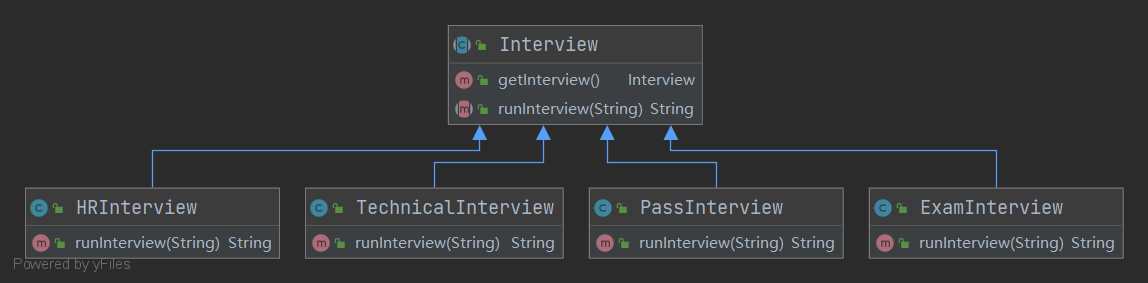 Interview
getInterview() Interview
runInterview(String) String
HRInterview
runInterview(String) String
TechnicalInterview
runInterview(String) String
PassInterview
runInterview(String) String
ExamInterview
runInterview(String) String
Powered by yFiles